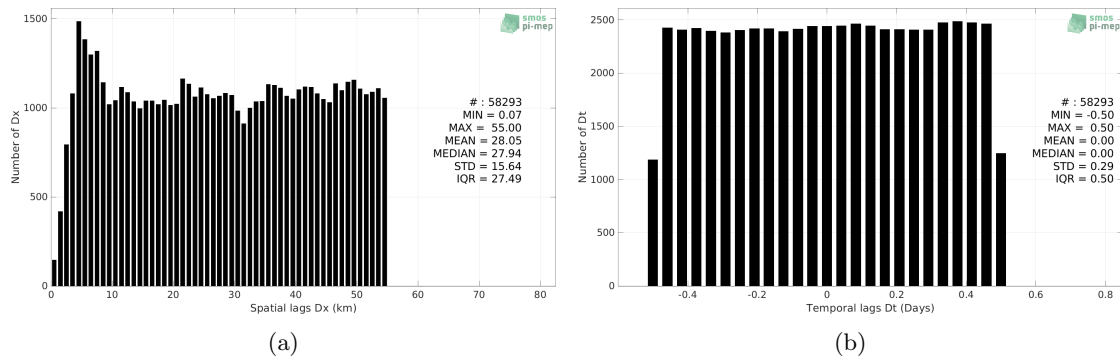 1500
1000
500
0
0
10
20
30
40
50
60
70
80
Number of Dx
Spatial lags Dx (km)
smos
pi-mep
# : 58293
MIN = 0.07
MAX = 55.00
MEAN = 28.05
MEDIAN = 27.94
STD = 15.64
IQR = 27.49
(a)
2500
2000
1500
1000
500
0
-0.4
-0.2
0
0.2
0.4
0.6
0.8
Number of Dt
Temporal lags Dt (Days)
smos
pi-mep
# : 58293
MIN = -0.50
MAX = 0.50
MEAN = 0.00
MEDIAN = 0.00
STD = 0.29
IQR = 0.50
(b)